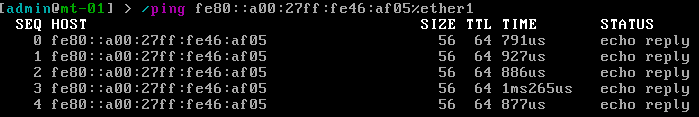 [admin@mt-01] > /ping fe80::a00:27ff:fe46:af05%ether1
SEQ HOST SIZE TTL TIME STATUS
0 fe80::a00:27ff:fe46:af05 56 64 791us echo reply
1 fe80::a00:27ff:fe46:af05 56 64 927us echo reply
2 fe80::a00:27ff:fe46:af05 56 64 886us echo reply
3 fe80::a00:27ff:fe46:af05 56 64 1ms265us echo reply
4 fe80::a00:27ff:fe46:af05 56 64 877us echo reply